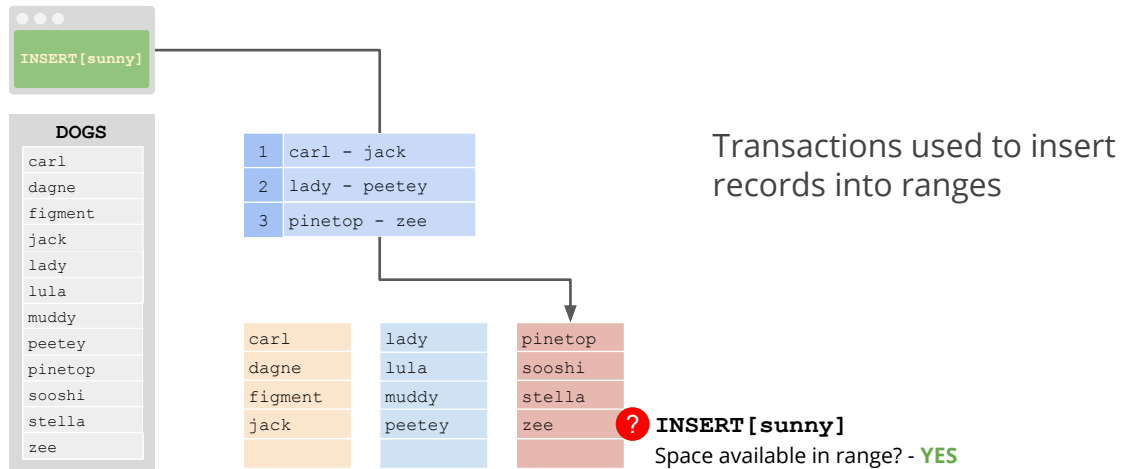 INSERT[sunny]
DOGS
carl
dagne
figment
jack
lady
lula
muddy
peetey
pinetop
sooshi
stella
zee
1 carl - jack
2 lady - peetey
3 pinetop - zee
Transactions used to insert
records into ranges
carl
dagne
figment
jack
lady
lula
muddy
peetey
pinetop
sooshi
stella
zee
? INSERT[sunny]
Space available in range? - YES